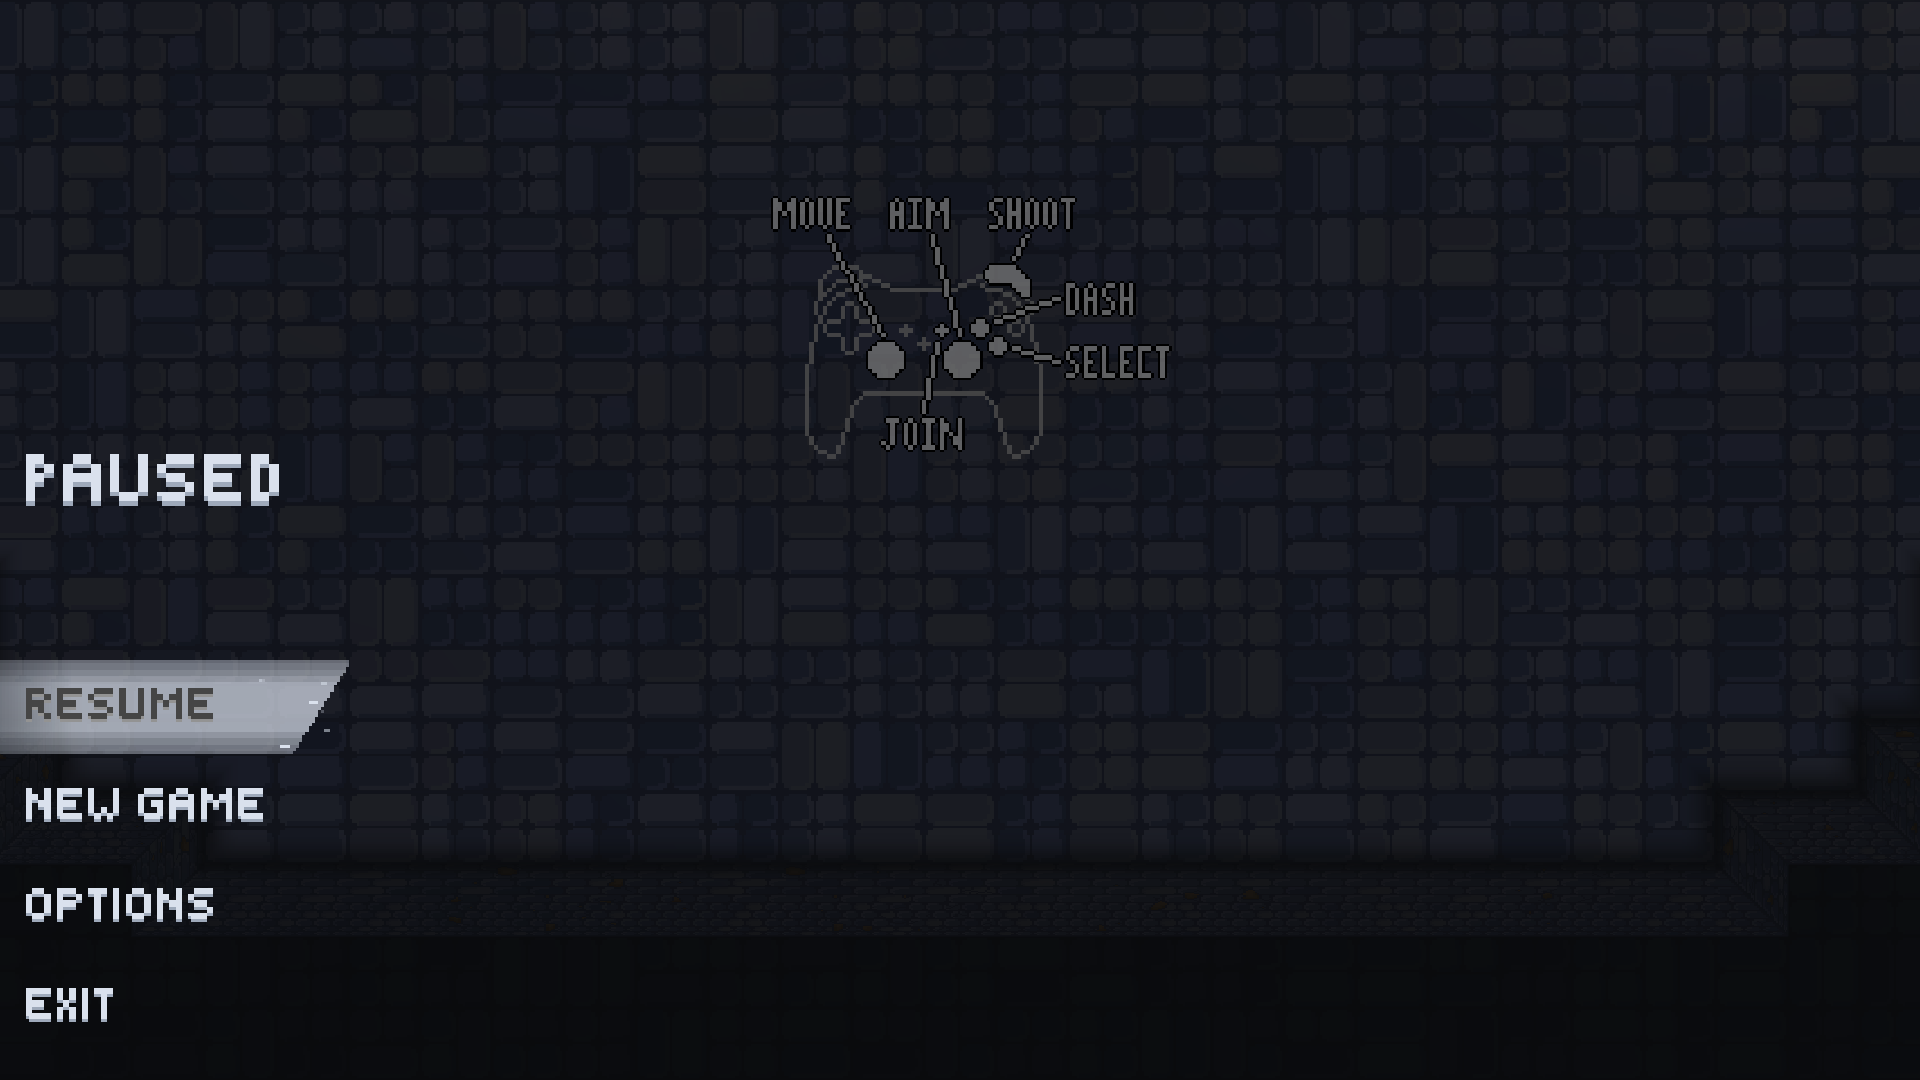 MOVE AIM SHOOT
DASH
SELECT
JOIN
PAUSED
RESUME
NEW GAME
OPTIONS
EXIT